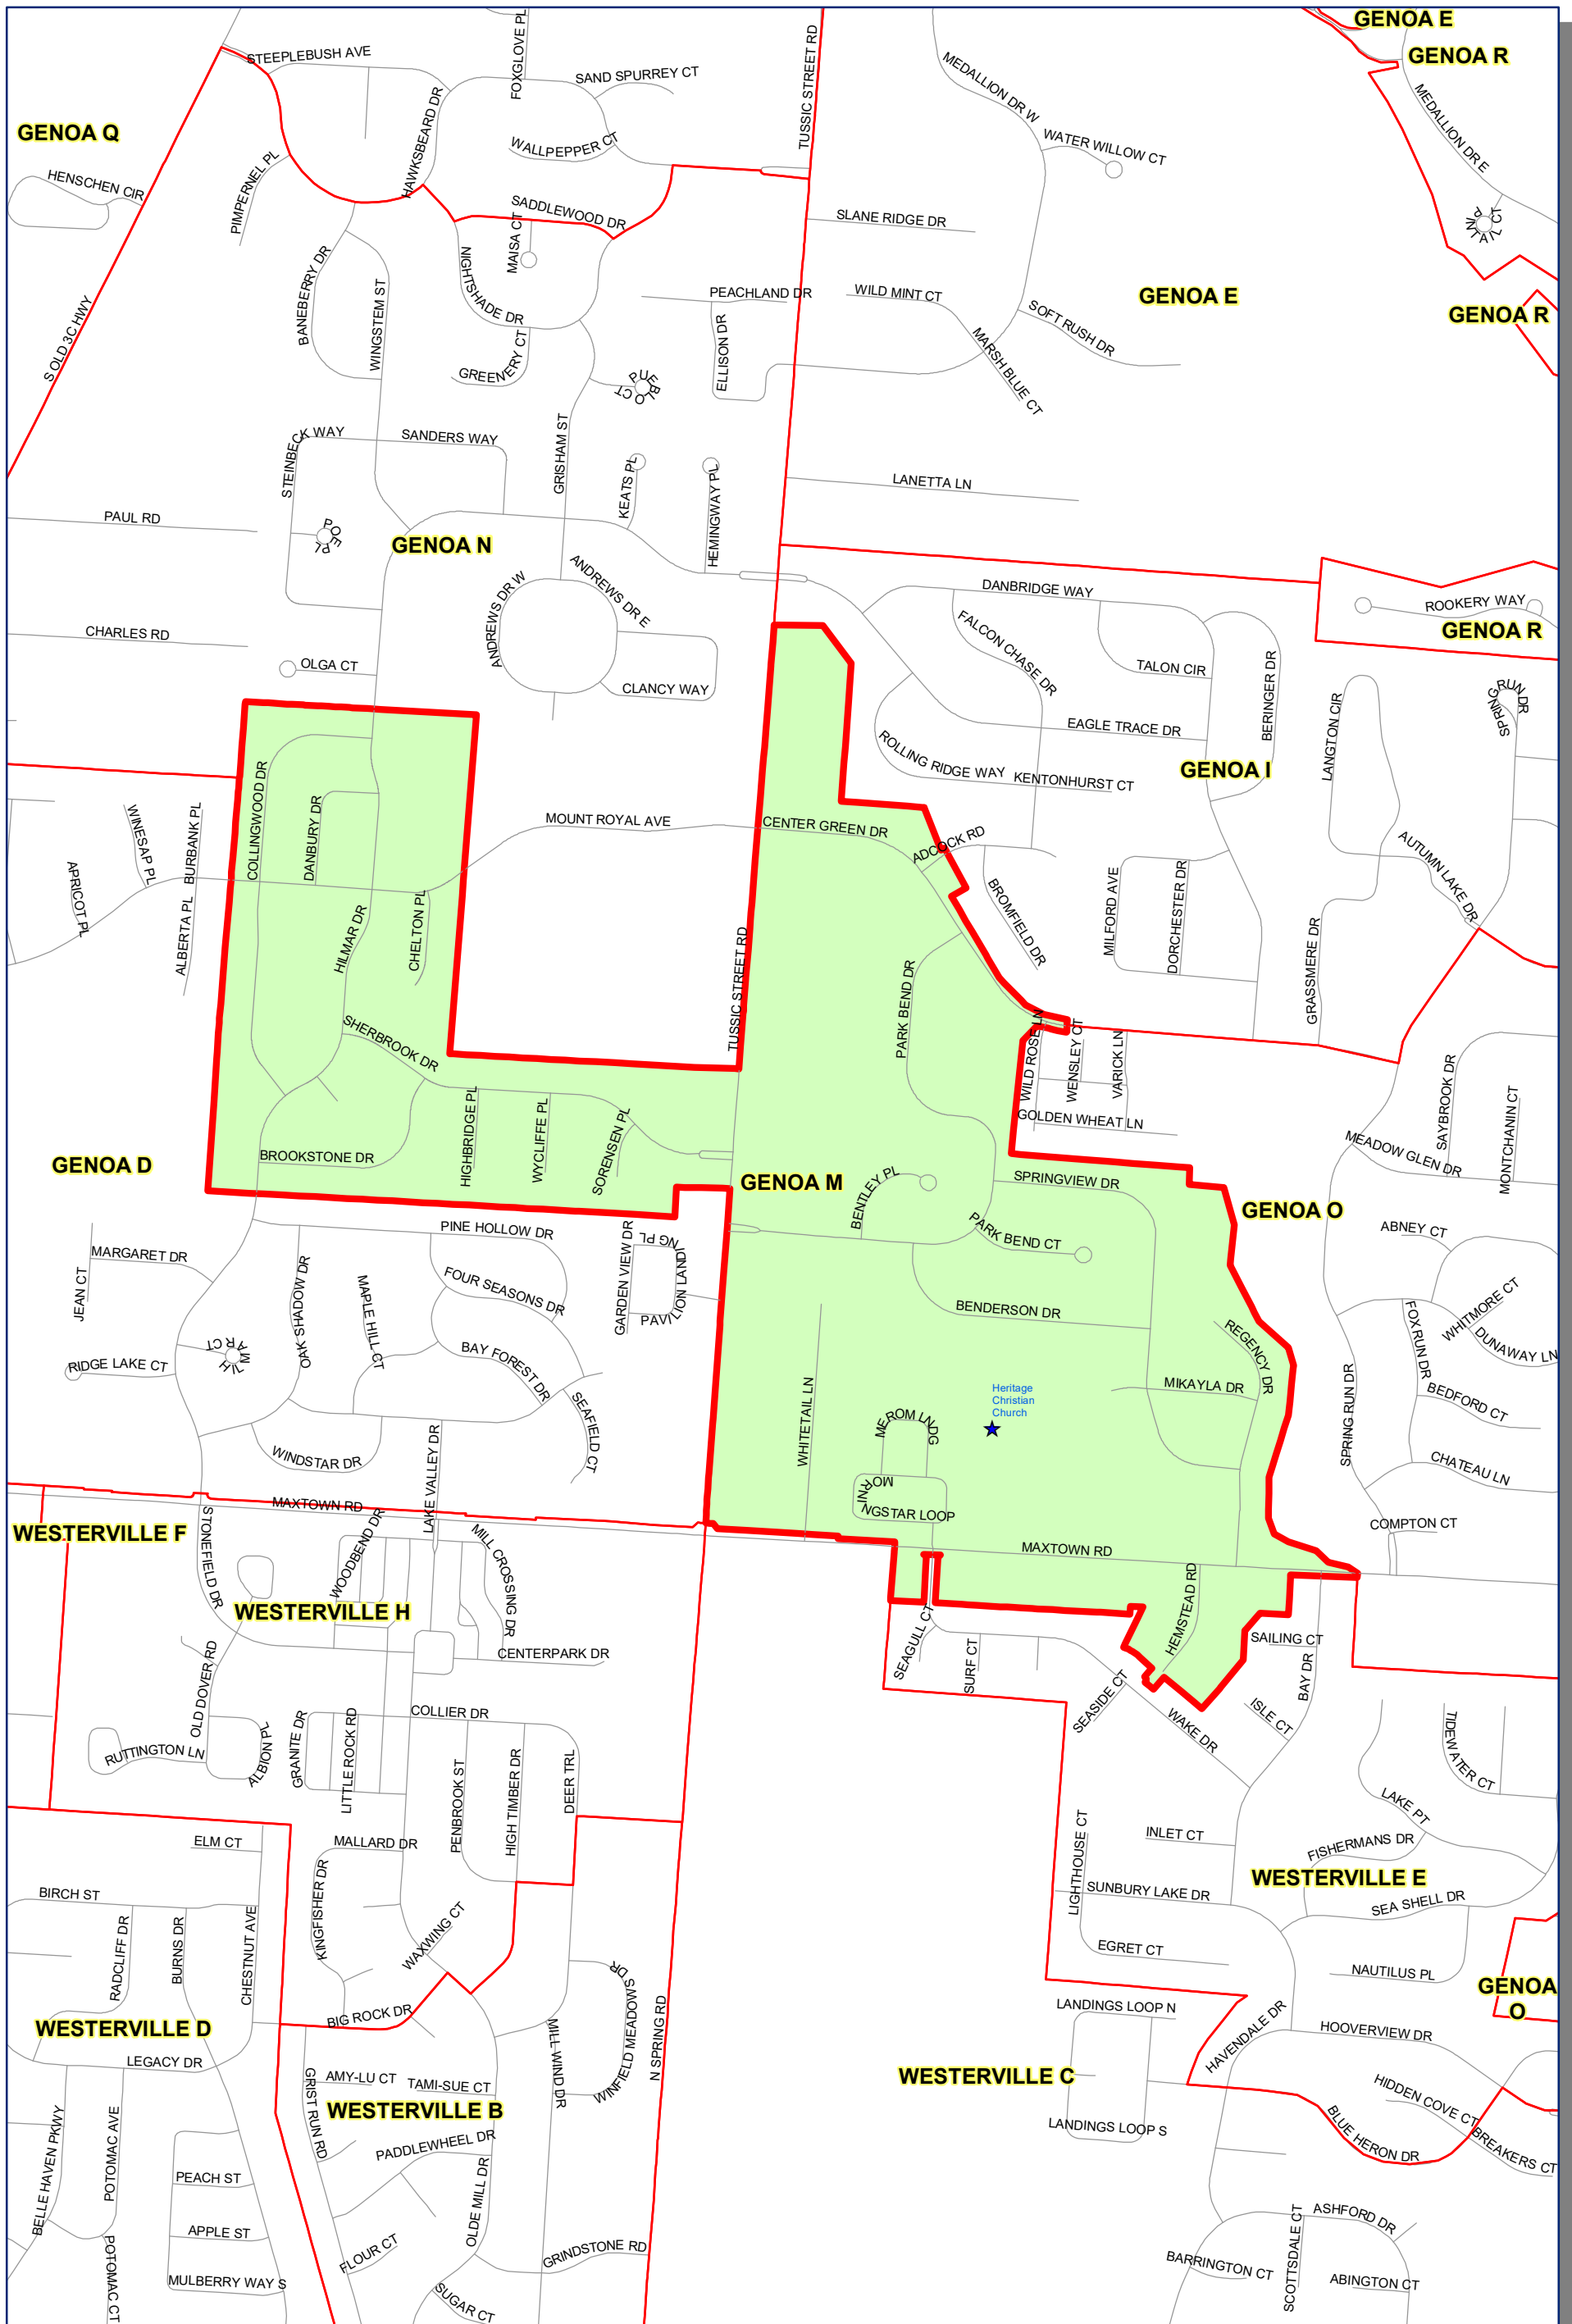 GENOA E
GENOA R
STEEPLEBUSH AVE
FOXGLOVE PL
SAND SPURREY CT
TUSSIC STREET RD
MEDALLION DR W
MEDALLION DR E
GENOA Q
HAWKSBEARD DR
WALLPEPPER CT
WATER WILLOW CT
PIMPERNEL PL
HENSCHEN CIR
SADDLEWOOD DR
MAISA CT
SLANE RIDGE DR
PINTAIL CT
BANEBERRY DR
WINGSTEM ST
NIGHTSHADE DR
PEACHLAND DR
WILD MINT CT
GENOA E
SOFT RUSH DR
GENOA R
S OLD 3C HWY
GREENERY CT
ELLISON DR
MARSH BLUE CT
PUEBLO CT
STEINBECK WAY
SANDERS WAY
GRISHAM ST
KEATS PL
HEMINGWAY PL
LANETTA LN
PAUL RD
POE PL
GENOA N
ANDREWS DR W
ANDREWS DR E
DANBRIDGE WAY
ROOKERY WAY
GENOA R
CHARLES RD
FALCON CHASE DR
TALON CIR
OLGA CT
CLANCY WAY
BERINGER DR
LANGTON CIR
SPRING RUN DR
EAGLE TRACE DR
ROLLING RIDGE WAY
KENTONHURST CT
GENOA I
COLLINGWOOD DR
DANBURY DR
MOUNT ROYAL AVE
CENTER GREEN DR
ADCOCK RD
WINESAP PL
BURBANK PL
APRICOT PL
ALBERTA PL
HILMAR DR
CHELTON PL
BROMFIELD DR
MILFORD AVE
DORCHESTER DR
AUTUMN LAKE DR
GRASSMERE DR
TUSSIC STREET RD
PARK BEND DR
SHERBROOK DR
WILD ROSE LN
WENSLEY CT
VARICK LN
GOLDEN WHEAT LN
SAYBROOK DR
MONTCHANIN CT
MEADOW GLEN DR
HIGHBRIDGE PL
WYCLIFFE PL
SORENSEN PL
GENOA D
BROOKSTONE DR
GENOA M
BENTLEY PL
SPRINGVIEW DR
GENOA O
PARK BEND CT
ABNEY CT
PINE HOLLOW DR
MARGARET DR
JEAN CT
OAK SHADOW DR
MAPLE HILL CT
FOUR SEASONS DR
GARDEN VIEW DR
PAVILION LANDING PL
BENDERSON DR
REGENCY DR
WHITMORE CT
FOX RUN DR
DUNAWAY LN
HILMAR CT
RIDGE LAKE CT
BAY FOREST DR
SEAFIELD CT
WHITETAIL LN
MIKAYLA DR
Heritage
Christian
Church
SPRING RUN DR
BEDFORD CT
WINDSTAR DR
LAKE VALLEY DR
MEROM LNDG
MORNINGSTAR LOOP
CHATEAU LN
MAXTOWN RD
COMPTON CT
WESTERVILLE F
STONEFIELD DR
WOODBEND DR
MILL CROSSING DR
MAXTOWN RD
WESTERVILLE H
HEMSTEAD RD
SEAGULL CT
SURF CT
SAILING CT
BAY DR
CENTERPARK DR
OLD DOVER RD
SEASIDE CT
WAKE DR
ISLE CT
COLLIER DR
RUTTINGTON LN
ALBION PL
GRANITE DR
LITTLE ROCK RD
PENBROOK ST
HIGH TIMBER DR
DEER TRL
TIDEWATER CT
LAKE PT
ELM CT
MALLARD DR
LIGHTHOUSE CT
INLET CT
FISHERMANS DR
WESTERVILLE E
BIRCH ST
SUNBURY LAKE DR
SEA SHELL DR
RADCLIFF DR
BURNS DR
CHESTNUT AVE
KINGFISHER DR
WAXWING CT
EGRET CT
NAUTILUS PL
GENOA
O
WINFIELD MEADOWS DR
N SPRING RD
WESTERVILLE D
BIG ROCK DR
MILL WIND DR
LANDINGS LOOP N
HAVENDALE DR
HOOVERVIEW DR
LEGACY DR
GRIST RUN RD
AMY-LU CT
TAMI-SUE CT
WESTERVILLE C
WESTERVILLE B
LANDINGS LOOP S
HIDDEN COVE CT
BLUE HERON DR
BREAKERS CT
BELLE HAVEN PKWY
POTOMAC AVE
PADDLEWHEEL DR
PEACH ST
OLDE MILL DR
APPLE ST
FLOUR CT
GRINDSTONE RD
ASHFORD DR
SCOTTSDALE CT
POTOMAC CT
MULBERRY WAY S
SUGAR CT
BARRINGTON CT
ABINGTON CT